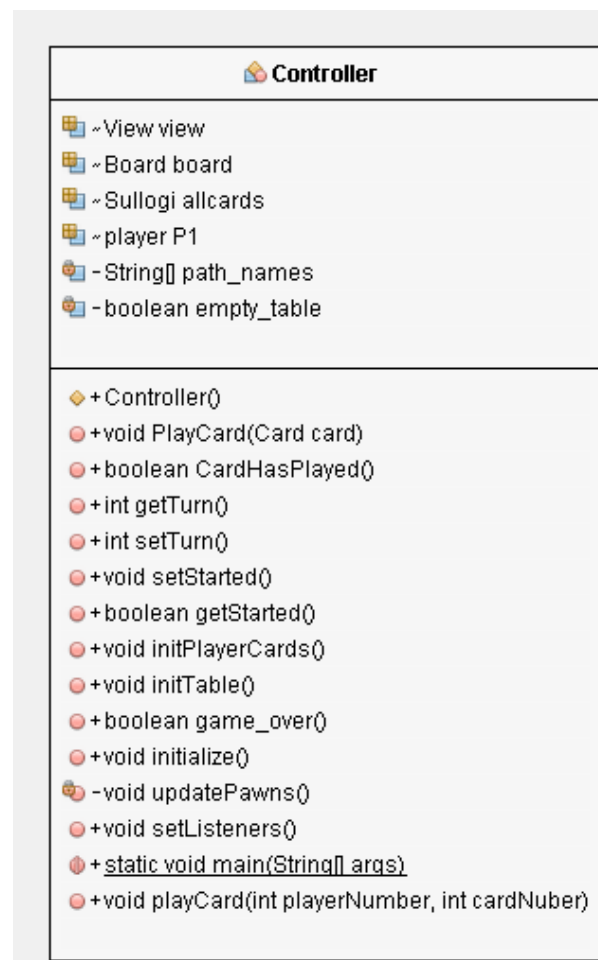 Controller
~View view
~Board board
~Sullogi allcards
~player P1
-String[] path_names
-boolean empty_table
+Controller()
+void PlayCard(Card card)
+boolean CardHasPlayed()
+int getTurn()
+int setTurn()
+void setStarted()
+boolean getStarted()
+void initPlayerCards()
+void initTable()
+boolean game_over()
+void initialize()
-void updatePawns()
+void setListeners()
+static void main(String[] args)
+void playCard(int playerNumber, int cardNuber)